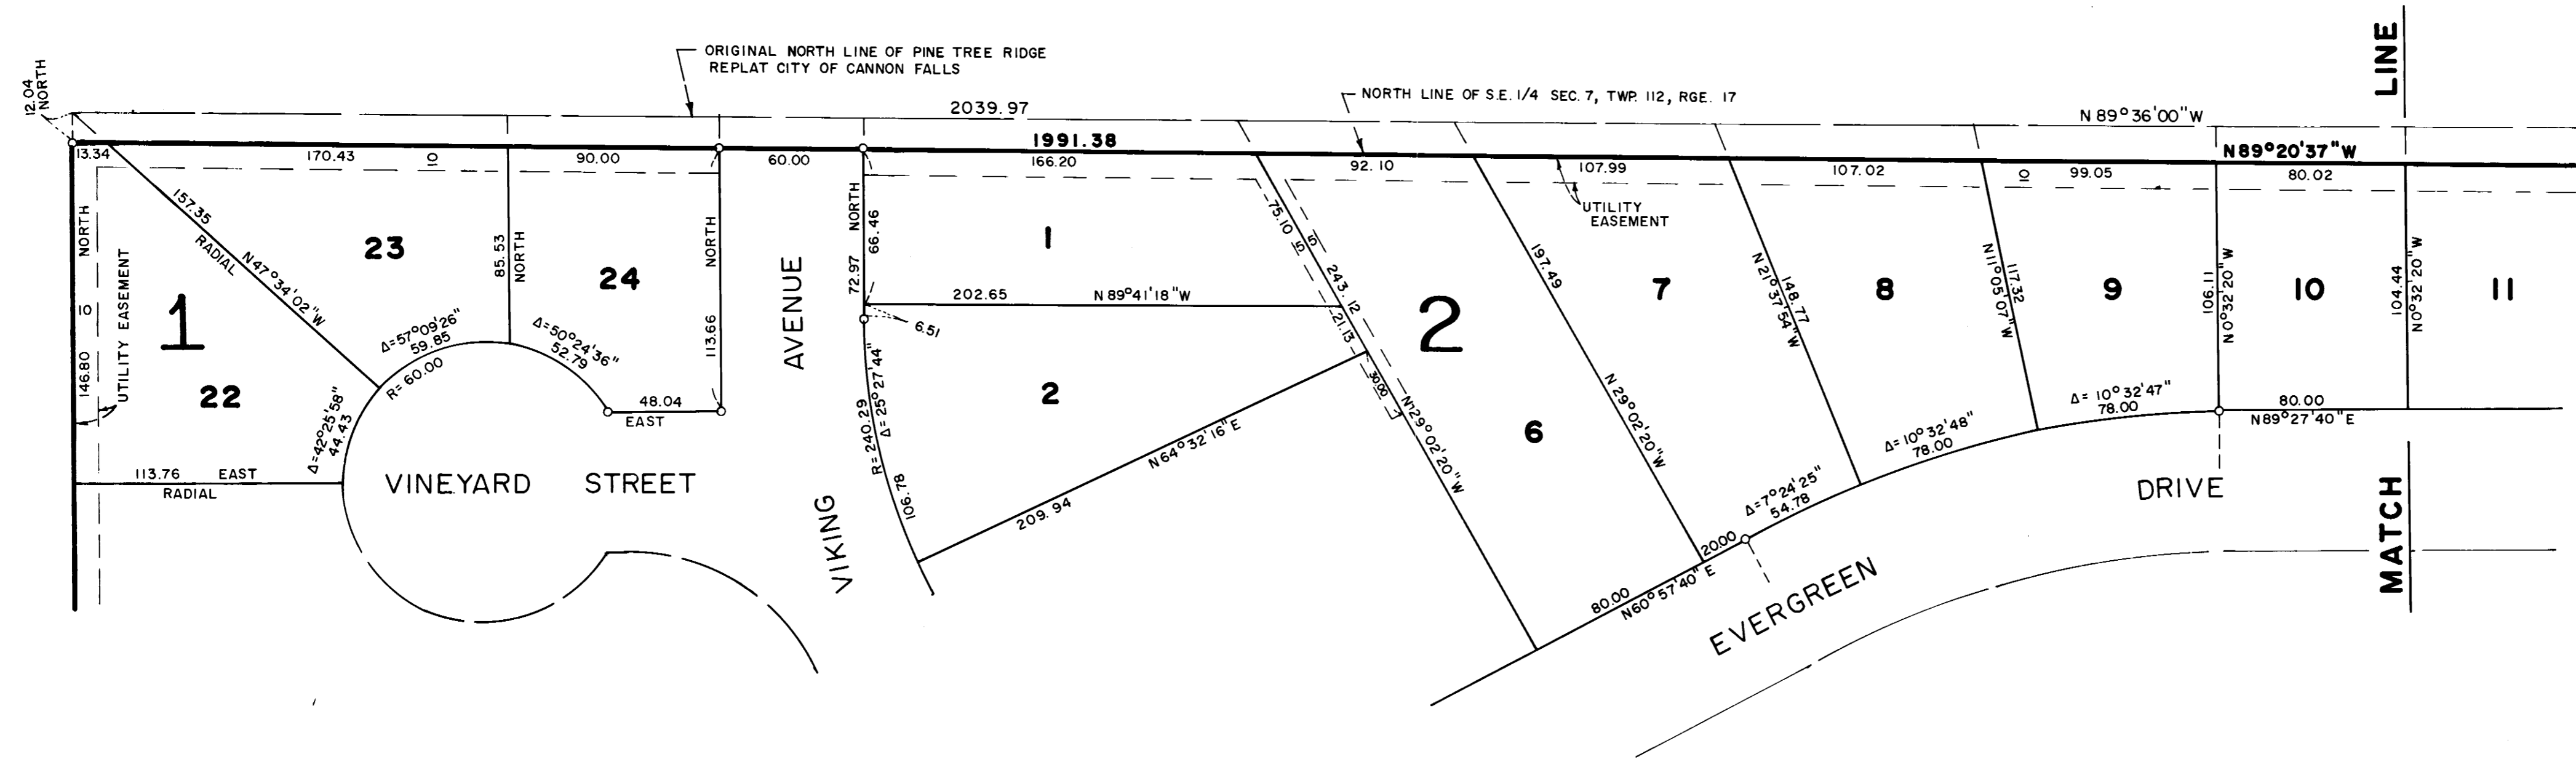 ORIGINAL NORTH LINE OF PINE TREE RIDGE
REPLAT CITY OF CANNON FALLS
12.04
NORTH
2039.97
NORTH LINE OF S.E. 1/4 SEC. 7, TWP. 112, RGE. 17
N 89°36'00" W
LINE
13.34
170.43
10
90.00
60.00
1991.38
166.20
92.10
107.99
107.02
10
99.05
N89°20'37"W
80.02
UTILITY
EASEMENT
NORTH
10
146.80
UTILITY EASEMENT
157.35
RADIAL
N47°34'02"W
1
22
23
85.53
NORTH
24
NORTH
113.66
Δ=57°09'26"
59.85
R= 60.00
Δ=50°24'36"
52.79
Δ=42°25'58"
44.43
48.04
EAST
113.76 EAST
RADIAL
VINEYARD STREET
VIKING AVENUE
NORTH
66.46
72.97
1
202.65 N 89°41'18"W
6.51
2
R= 240.29
Δ= 25°27'44"
106.78
N64°32'16"E
209.94
75.10
5
5
243.12
21.13
30.00
N 29°02'20"W
2
6
197.49
N 29°02'20"W
7
148.77
N 21°37'54"W
8
117.32
N11°05'07"W
9
106.11
N0°32'20"W
10
104.44
N0°32'20"W
11
80.00
N60°57'40"E
20.00
Δ=7°24'25"
54.78
Δ= 10°32'48"
78.00
Δ= 10°32'47"
78.00
80.00
N89°27'40"E
EVERGREEN DRIVE
MATCH